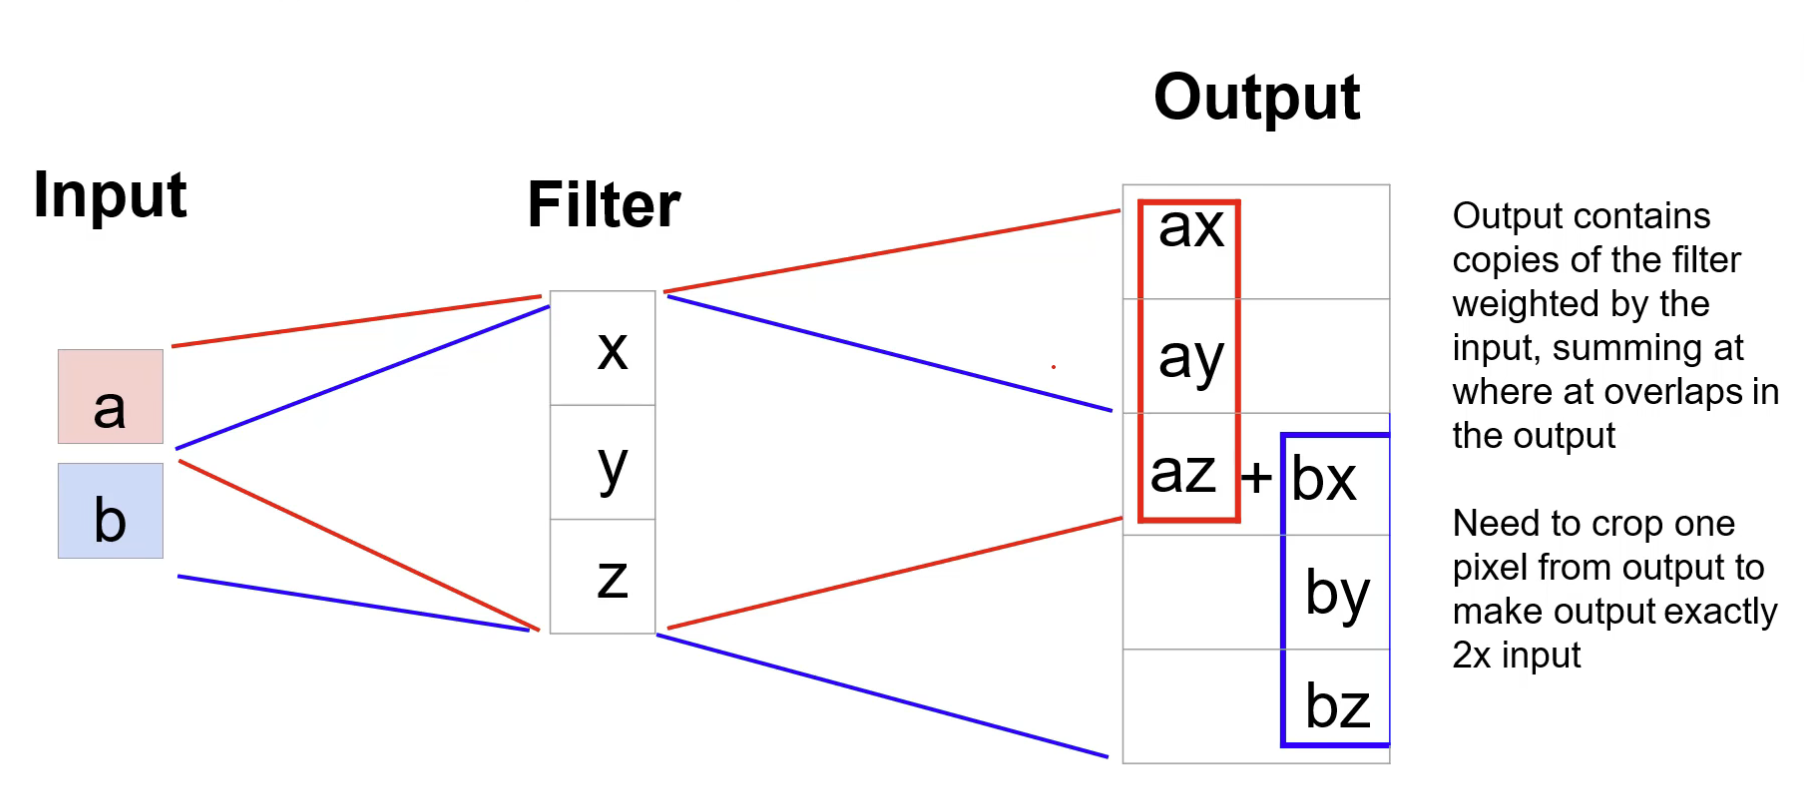 Output
Input
Filter
a
b
x
y
z
ax
ay
az + bx
by
bz
Output contains
copies of the filter
weighted by the
input, summing at
where at overlaps in
the output
Need to crop one
pixel from output to
make output exactly
2x input